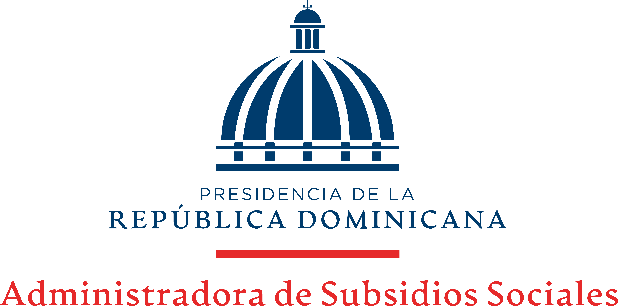 PRESIDENCIA DE LA
REPÚBLICA DOMINICANA
Administradora de Subsidios Sociales